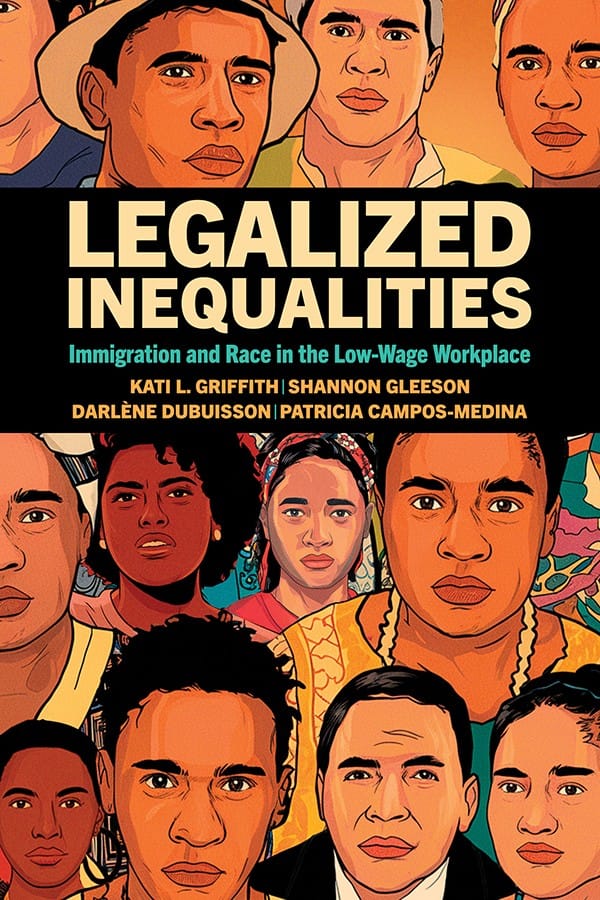 LEGALIZED
INEQUALITIES
Immigration and Race in the Low-Wage Workplace
KATI L. GRIFFITH | SHANNON GLEESON
DARLÈNE DUBUISSON | PATRICIA CAMPOS-MEDINA